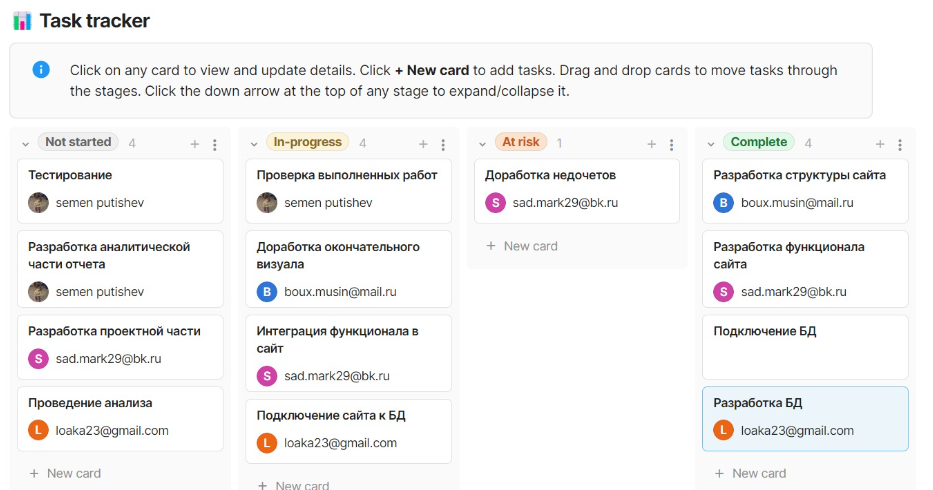 Task tracker
Click on any card to view and update details. Click + New card to add tasks. Drag and drop cards to move tasks through
the stages. Click the down arrow at the top of any stage to expand/collapse it.
Not started 4
Тестирование
semen putishev
Разработка аналитической
части отчета
semen putishev
Разработка проектной части
S sad.mark29@bk.ru
Проведение анализа
L loaka23@gmail.com
+ New card
In-progress 4
Проверка выполненных работ
semen putishev
Доработка окончательного
визуала
B boux.musin@mail.ru
Интеграция функционала в
сайт
S sad.mark29@bk.ru
Подключение сайта к БД
L loaka23@gmail.com
+ New card
At risk 1
Доработка недочетов
S sad.mark29@bk.ru
+ New card
Complete 4
Разработка структуры сайта
B boux.musin@mail.ru
Разработка функционала
сайта
S sad.mark29@bk.ru
Подключение БД
Разработка БД
L loaka23@gmail.com
+ New card